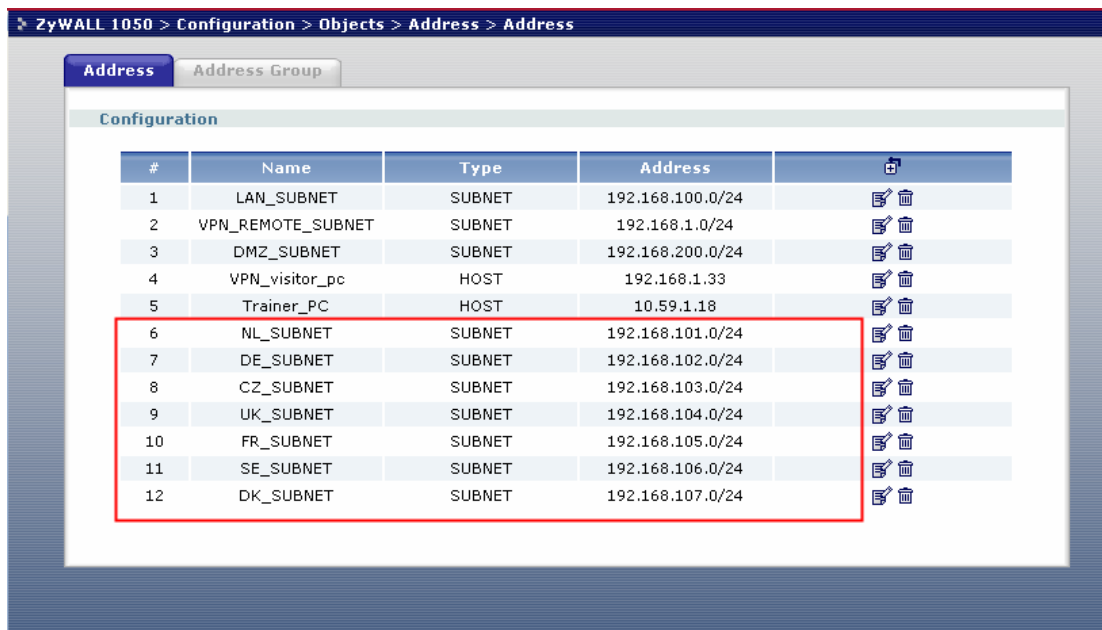 ZyWALL 1050 > Configuration > Objects > Address > Address
Address Address Group
Configuration
# Name Type Address
1 LAN_SUBNET SUBNET 192.168.100.0/24
2 VPN_REMOTE_SUBNET SUBNET 192.168.1.0/24
3 DMZ_SUBNET SUBNET 192.168.200.0/24
4 VPN_visitor_pc HOST 192.168.1.33
5 Trainer_PC HOST 10.59.1.18
6 NL_SUBNET SUBNET 192.168.101.0/24
7 DE_SUBNET SUBNET 192.168.102.0/24
8 CZ_SUBNET SUBNET 192.168.103.0/24
9 UK_SUBNET SUBNET 192.168.104.0/24
10 FR_SUBNET SUBNET 192.168.105.0/24
11 SE_SUBNET SUBNET 192.168.106.0/24
12 DK_SUBNET SUBNET 192.168.107.0/24